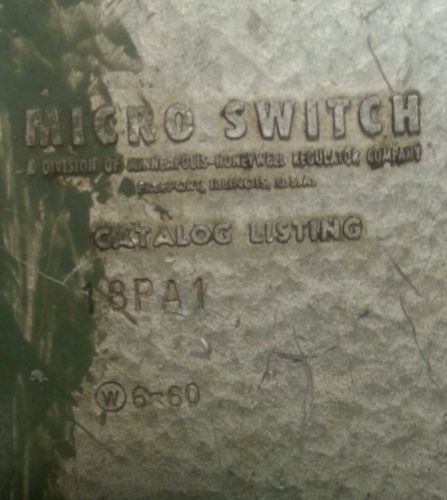 MICRO SWITCH
A DIVISION OF MINNEAPOLIS-HONEYWELL REGULATOR COMPANY
FREEPORT, ILLINOIS, U.S.A.
CATALOG LISTING
18PA1
W 6-60